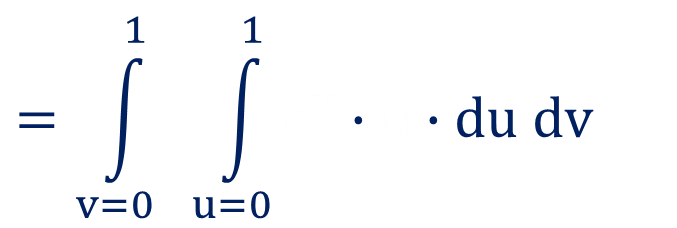 = ∫_{v=0}^{1} ∫_{u=0}^{1} · · du dv